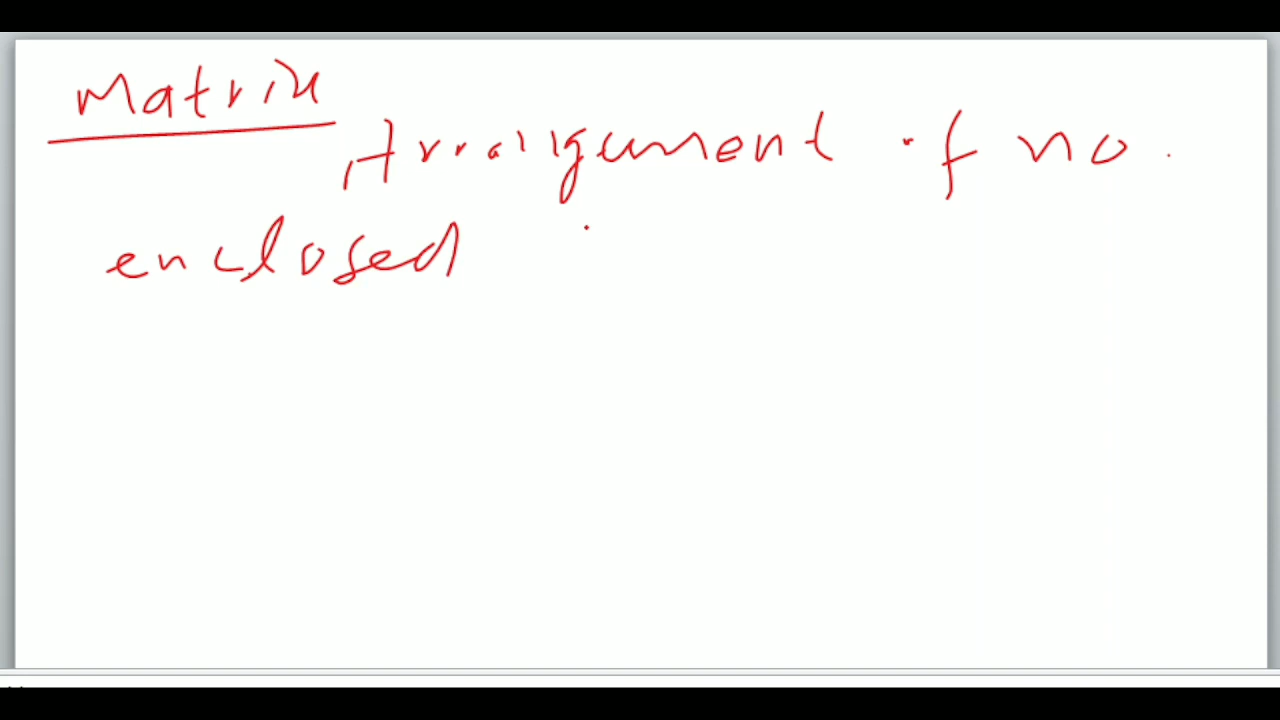 Matrix
Arrangement of no.
enclosed